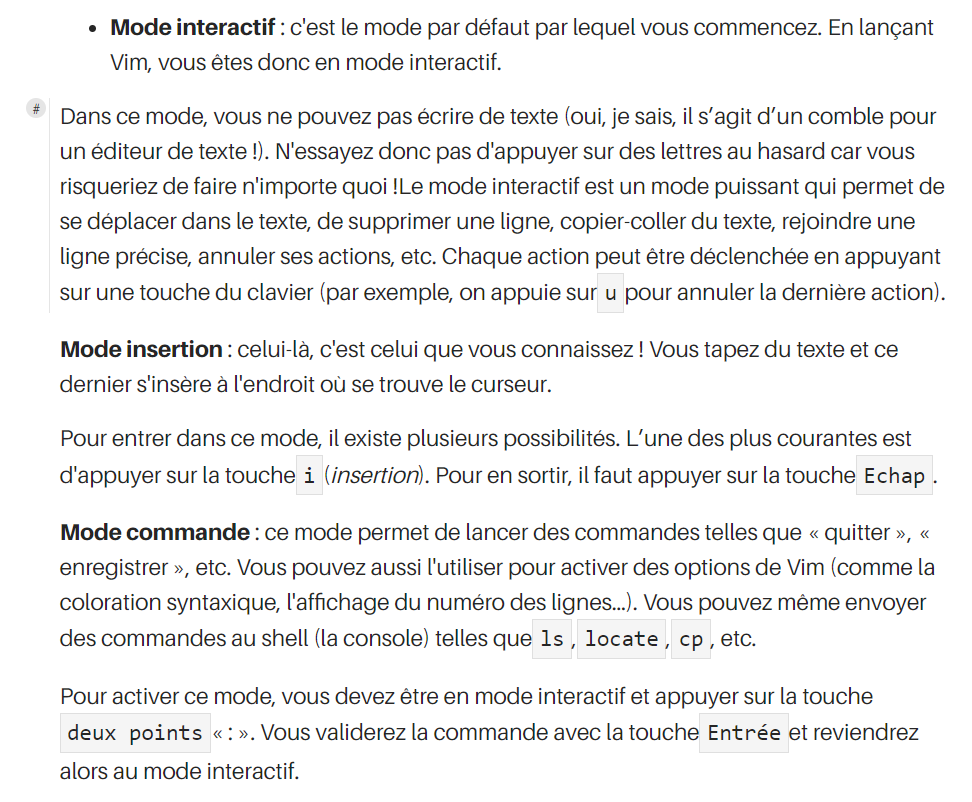 • Mode interactif : c'est le mode par défaut par lequel vous commencez. En lançant
Vim, vous êtes donc en mode interactif.
#
Dans ce mode, vous ne pouvez pas écrire de texte (oui, je sais, il s’agit d’un comble pour
un éditeur de texte !). N'essayez donc pas d'appuyer sur des lettres au hasard car vous
risqueriez de faire n'importe quoi !Le mode interactif est un mode puissant qui permet de
se déplacer dans le texte, de supprimer une ligne, copier-coller du texte, rejoindre une
ligne précise, annuler ses actions, etc. Chaque action peut être déclenchée en appuyant
sur une touche du clavier (par exemple, on appuie sur u pour annuler la dernière action).
Mode insertion : celui-là, c'est celui que vous connaissez ! Vous tapez du texte et ce
dernier s'insère à l'endroit où se trouve le curseur.
Pour entrer dans ce mode, il existe plusieurs possibilités. L’une des plus courantes est
d'appuyer sur la touche i (insertion). Pour en sortir, il faut appuyer sur la touche Echap .
Mode commande : ce mode permet de lancer des commandes telles que « quitter », «
enregistrer », etc. Vous pouvez aussi l'utiliser pour activer des options de Vim (comme la
coloration syntaxique, l'affichage du numéro des lignes…). Vous pouvez même envoyer
des commandes au shell (la console) telles que ls , locate , cp , etc.
Pour activer ce mode, vous devez être en mode interactif et appuyer sur la touche
deux points « : ». Vous validerez la commande avec la touche Entrée et reviendrez
alors au mode interactif.